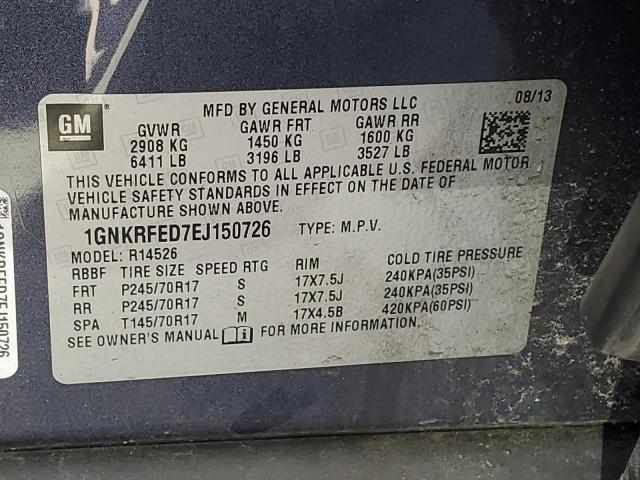 MFD BY GENERAL MOTORS LLC 08/13
GM
GVWR GAWR FRT GAWR RR
2908 KG 1450 KG 1600 KG
6411 LB 3196 LB 3527 LB
THIS VEHICLE CONFORMS TO ALL APPLICABLE U.S. FEDERAL MOTOR
VEHICLE SAFETY STANDARDS IN EFFECT ON THE DATE OF
MANUFACTURE SHOWN ABOVE.
1GNKRFED7EJ150726 TYPE: M.P.V.
MODEL: R14526
RBBF TIRE SIZE SPEED RTG RIM COLD TIRE PRESSURE
FRT P245/70R17 S 17X7.5J 240KPA(35PSI)
RR P245/70R17 S 17X7.5J 240KPA(35PSI)
SPA T145/70R17 M 17X4.5B 420KPA(60PSI)
SEE OWNER'S MANUAL FOR MORE INFORMATION.
1GNKRFED7EJ150726